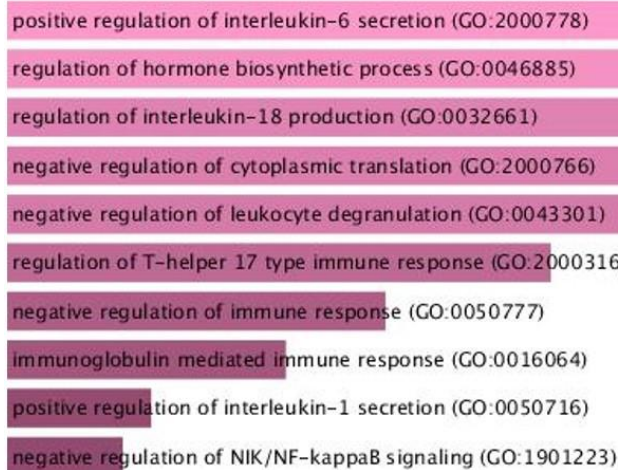 positive regulation of interleukin-6 secretion (GO:2000778)
regulation of hormone biosynthetic process (GO:0046885)
regulation of interleukin-18 production (GO:0032661)
negative regulation of cytoplasmic translation (GO:2000766)
negative regulation of leukocyte degranulation (GO:0043301)
regulation of T-helper 17 type immune response (GO:2000316
negative regulation of immune response (GO:0050777)
immunoglobulin mediated immune response (GO:0016064)
positive regulation of interleukin-1 secretion (GO:0050716)
negative regulation of NIK/NF-kappaB signaling (GO:1901223)